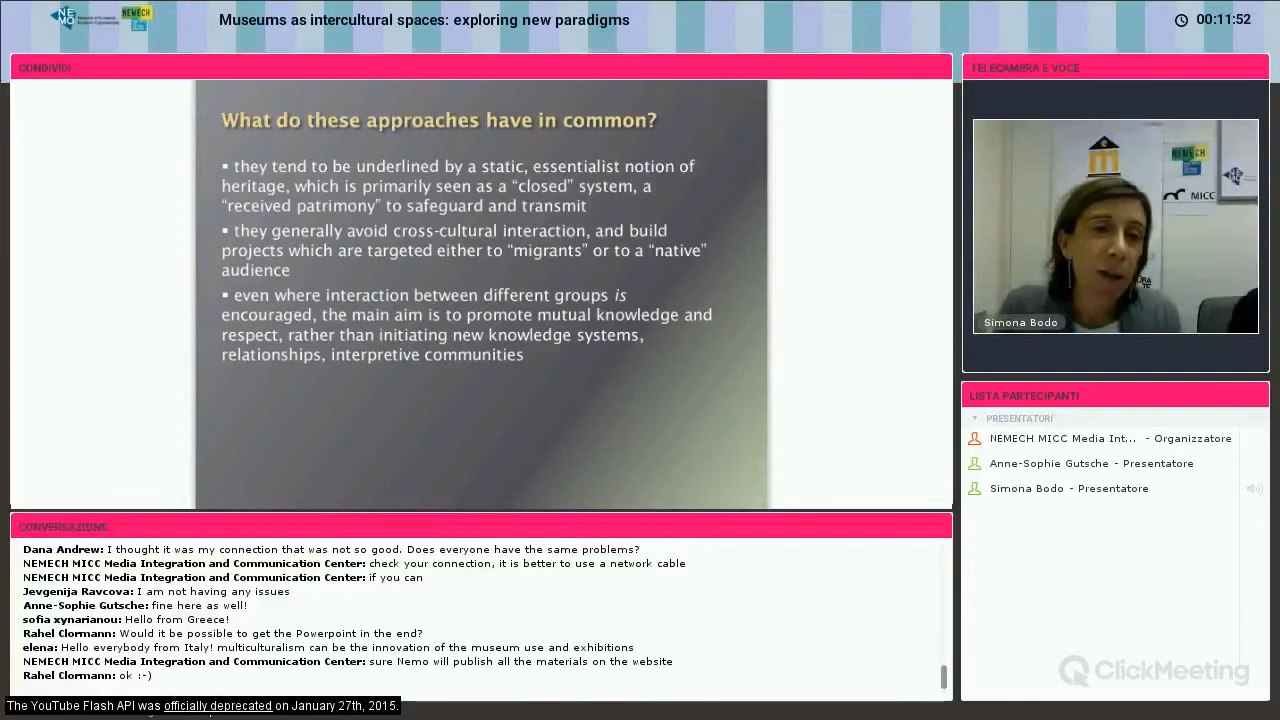 NEMO
NEMECH
Museums as intercultural spaces: exploring new paradigms
00:11:52
CONDIVIDI
What do these approaches have in common?
▪ they tend to be underlined by a static, essentialist notion of
heritage, which is primarily seen as a “closed” system, a
“received patrimony” to safeguard and transmit
▪ they generally avoid cross-cultural interaction, and build
projects which are targeted either to “migrants” or to a “native”
audience
▪ even where interaction between different groups is
encouraged, the main aim is to promote mutual knowledge and
respect, rather than initiating new knowledge systems,
relationships, interpretive communities
TELECAMERA E VOCE
NEMECH
MICC
Simona Bodo
LISTA PARTECIPANTI
PRESENTATORI
NEMECH MICC Media Int... - Organizzatore
Anne-Sophie Gutsche - Presentatore
Simona Bodo - Presentatore
CONVERSAZIONE
Dana Andrew: I thought it was my connection that was not so good. Does everyone have the same problems?
NEMECH MICC Media Integration and Communication Center: check your connection, it is better to use a network cable
NEMECH MICC Media Integration and Communication Center: if you can
Jevgenija Ravcova: I am not having any issues
Anne-Sophie Gutsche: fine here as well!
sofia xynarianou: Hello from Greece!
Rahel Clormann: Would it be possible to get the Powerpoint in the end?
elena: Hello everybody from Italy! multiculturalism can be the innovation of the museum use and exhibitions
NEMECH MICC Media Integration and Communication Center: sure Nemo will publish all the materials on the website
Rahel Clormann: ok :-)
ClickMeeting
The YouTube Flash API was officially deprecated on January 27th, 2015.